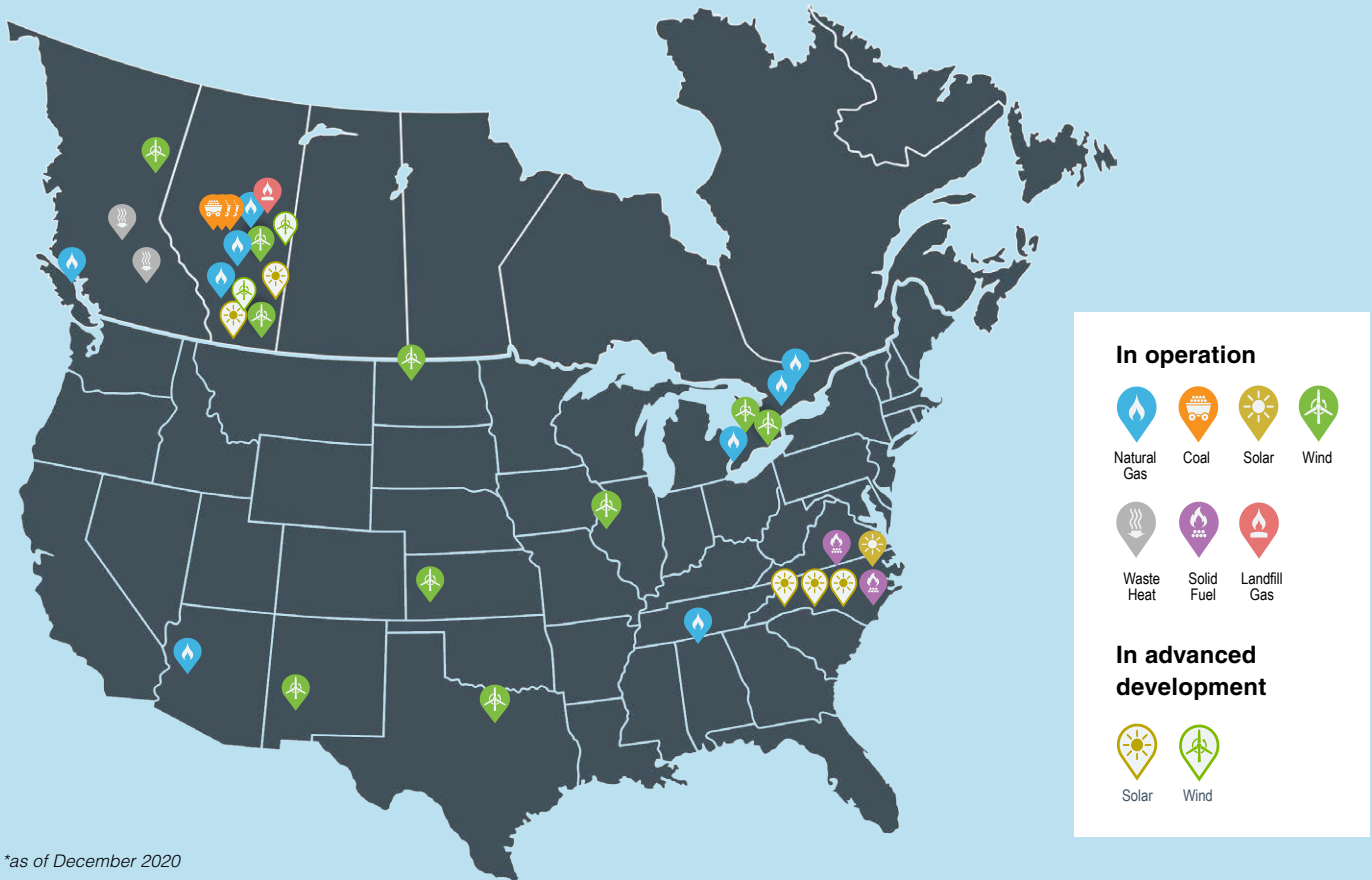 In operation
Natural
Gas
Coal
Solar
Wind
Waste
Heat
Solid
Fuel
Landfill
Gas
In advanced
development
Solar
Wind
*as of December 2020